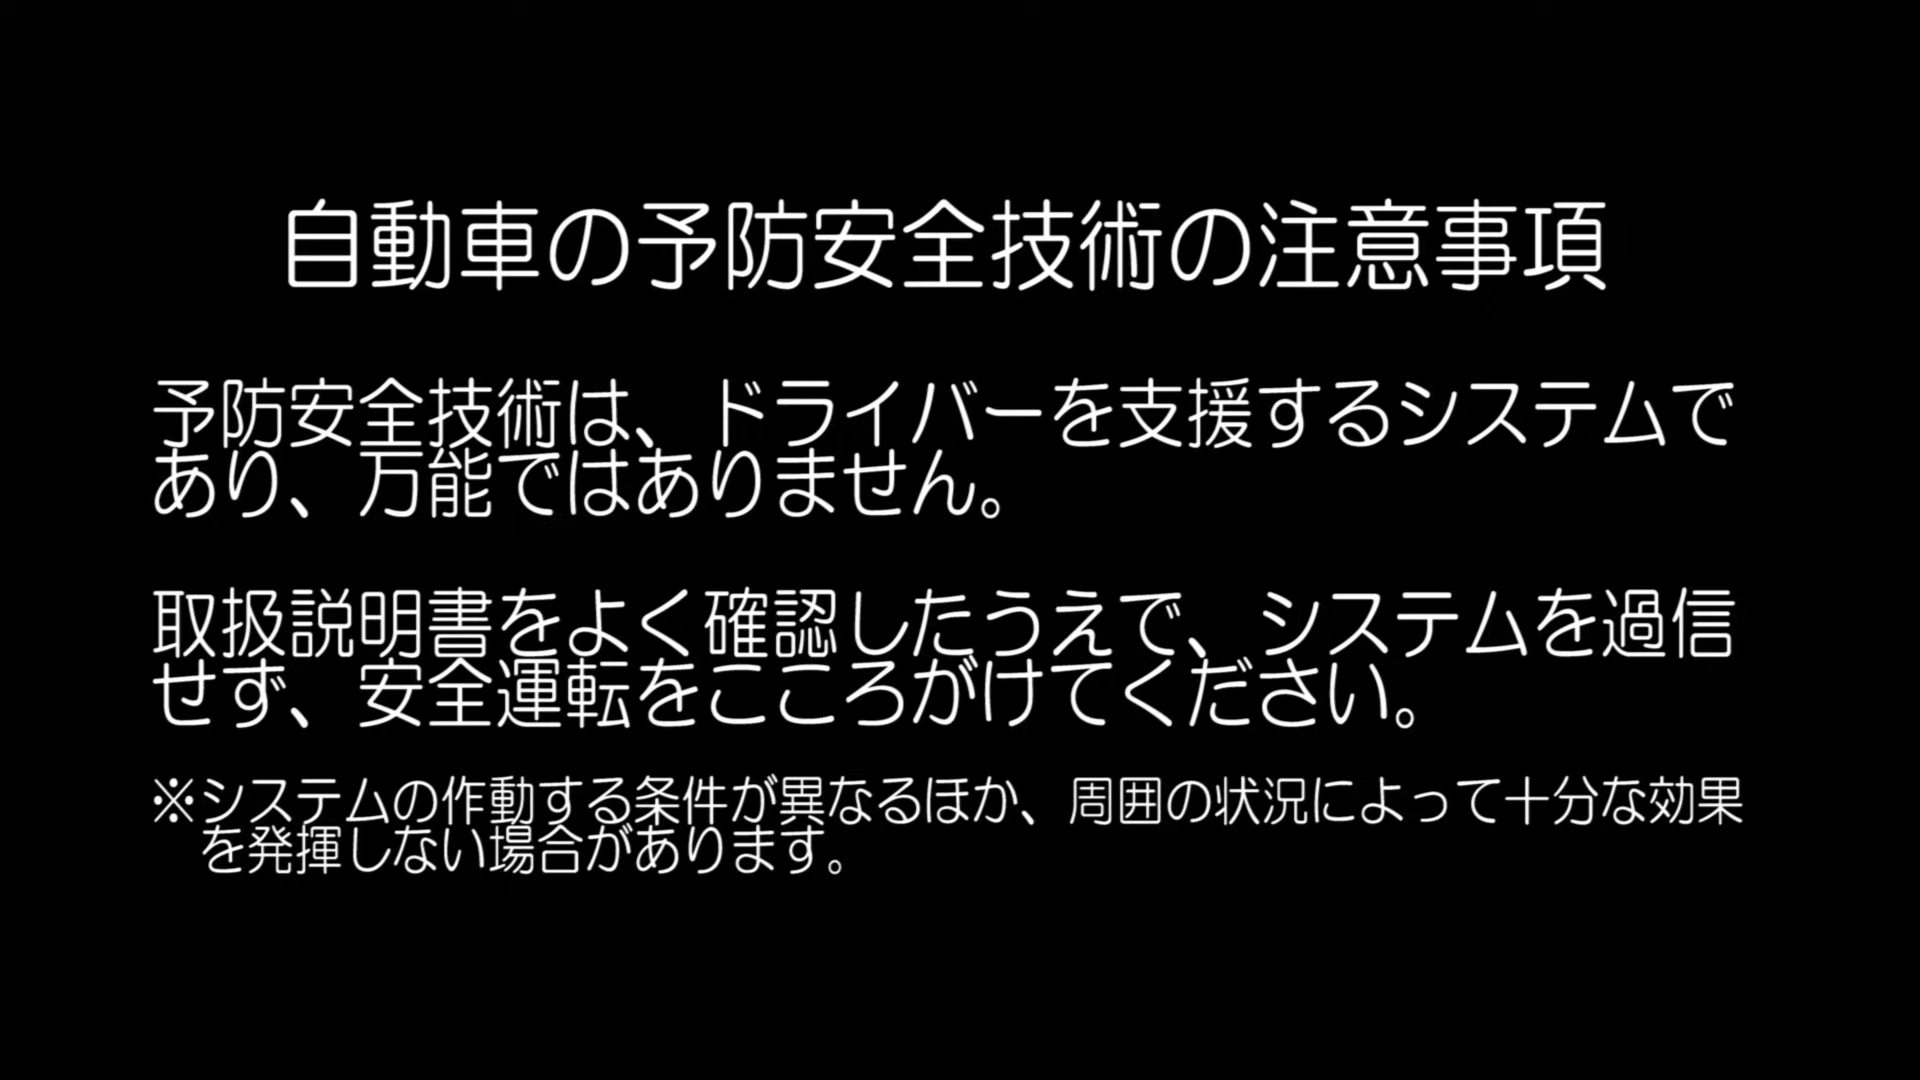 自動車の予防安全技術の注意事項
予防安全技術は、ドライバーを支援するシステムで
あり、万能ではありません。
取扱説明書をよく確認したうえで、システムを過信
せず、安全運転をこころがけてください。
※システムの作動する条件が異なるほか、周囲の状況によって十分な効果
を発揮しない場合があります。